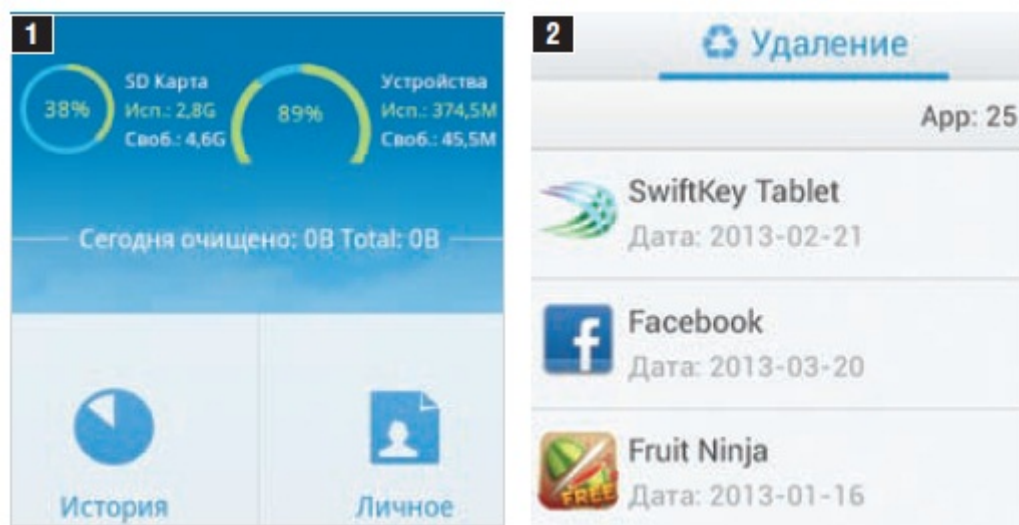 1
38%
SD Карта
Исп.: 2,8G
Своб.: 4,6G
89%
Устройства
Исп.: 374,5M
Своб.: 45,5M
Сегодня очищено: 0B Total: 0B
История
Личное
2
Удаление
App: 25
SwiftKey Tablet
Дата: 2013-02-21
f
Facebook
Дата: 2013-03-20
FREE
Fruit Ninja
Дата: 2013-01-16